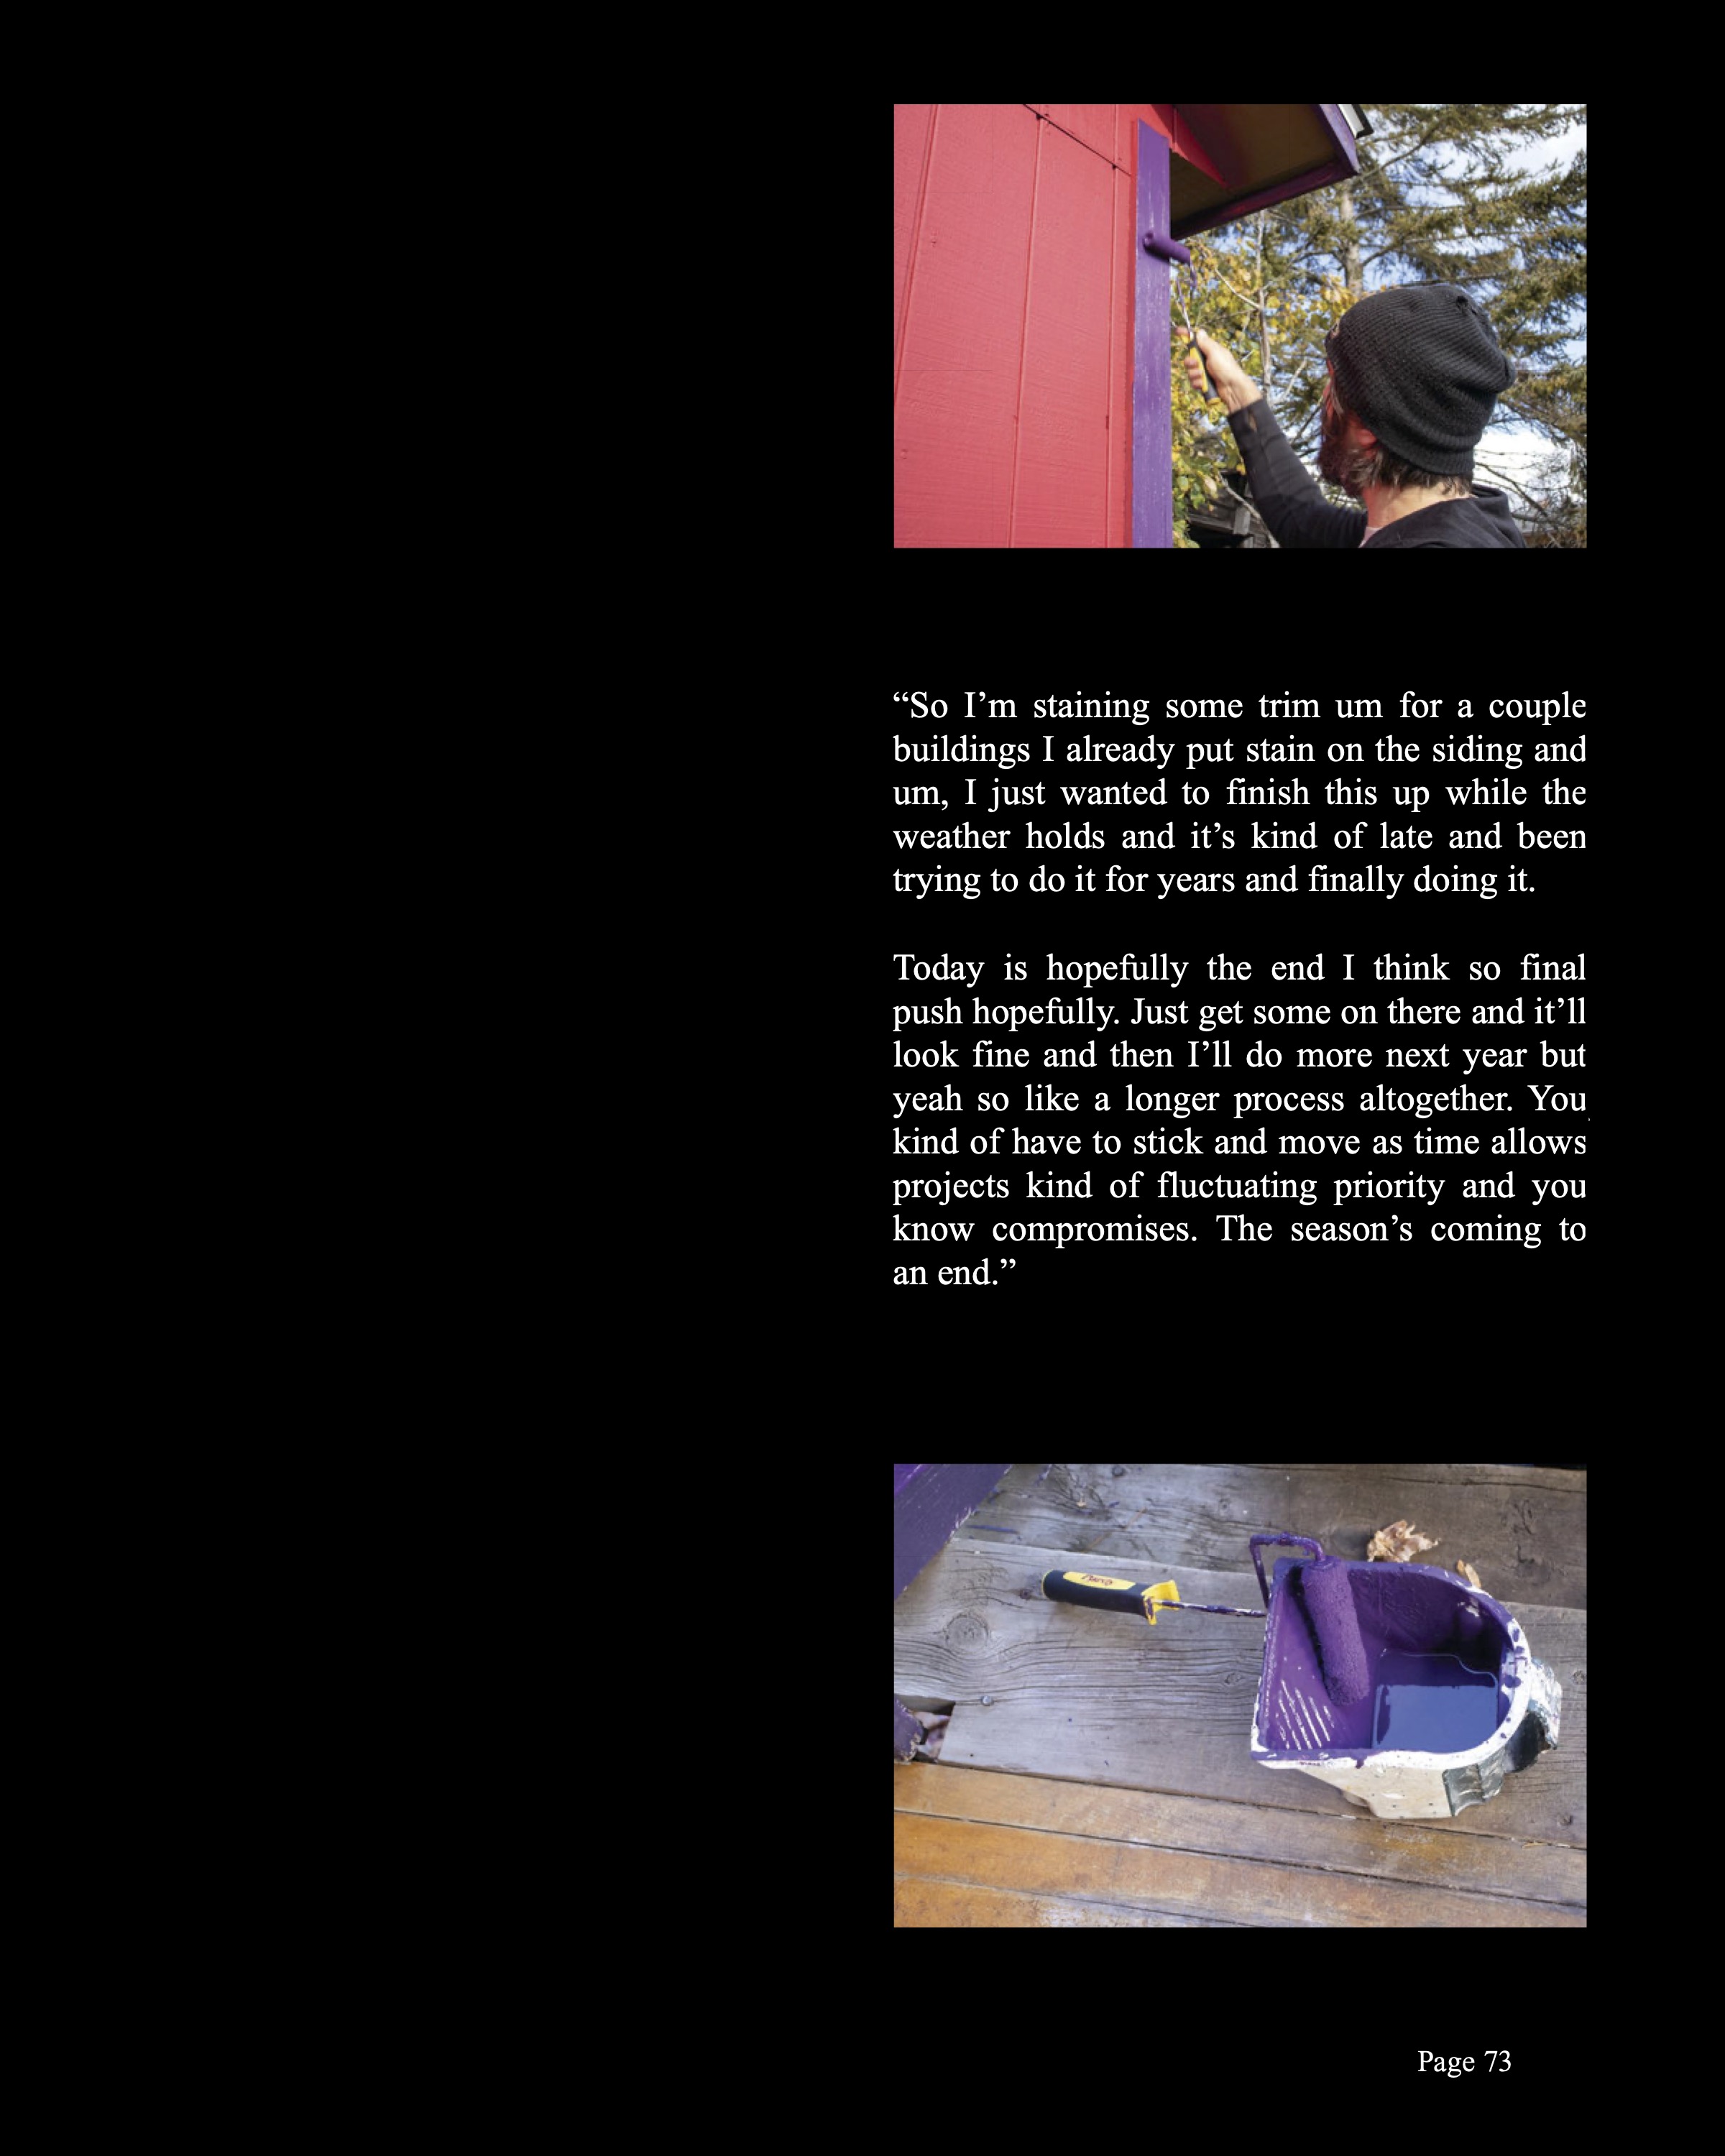 “So I’m staining some trim um for a couple
buildings I already put stain on the siding and
um, I just wanted to finish this up while the
weather holds and it’s kind of late and been
trying to do it for years and finally doing it.
Today is hopefully the end I think so final
push hopefully. Just get some on there and it’ll
look fine and then I’ll do more next year but
yeah so like a longer process altogether. You
kind of have to stick and move as time allows
projects kind of fluctuating priority and you
know compromises. The season’s coming to
an end.”
Page 73